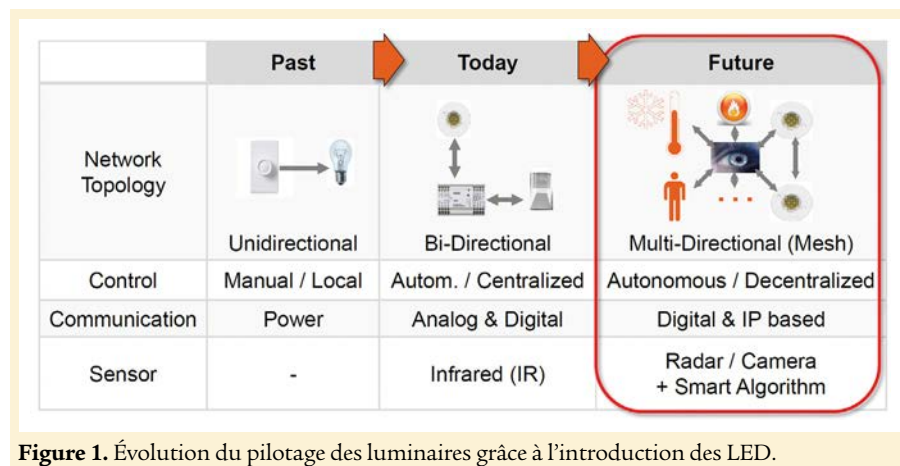 Past Today Future
Network
Topology
Unidirectional Bi-Directional Multi-Directional (Mesh)
Control Manual / Local Autom. / Centralized Autonomous / Decentralized
Communication Power Analog & Digital Digital & IP based
Sensor - Infrared (IR) Radar / Camera
+ Smart Algorithm
Figure 1. Évolution du pilotage des luminaires grâce à l'introduction des LED.